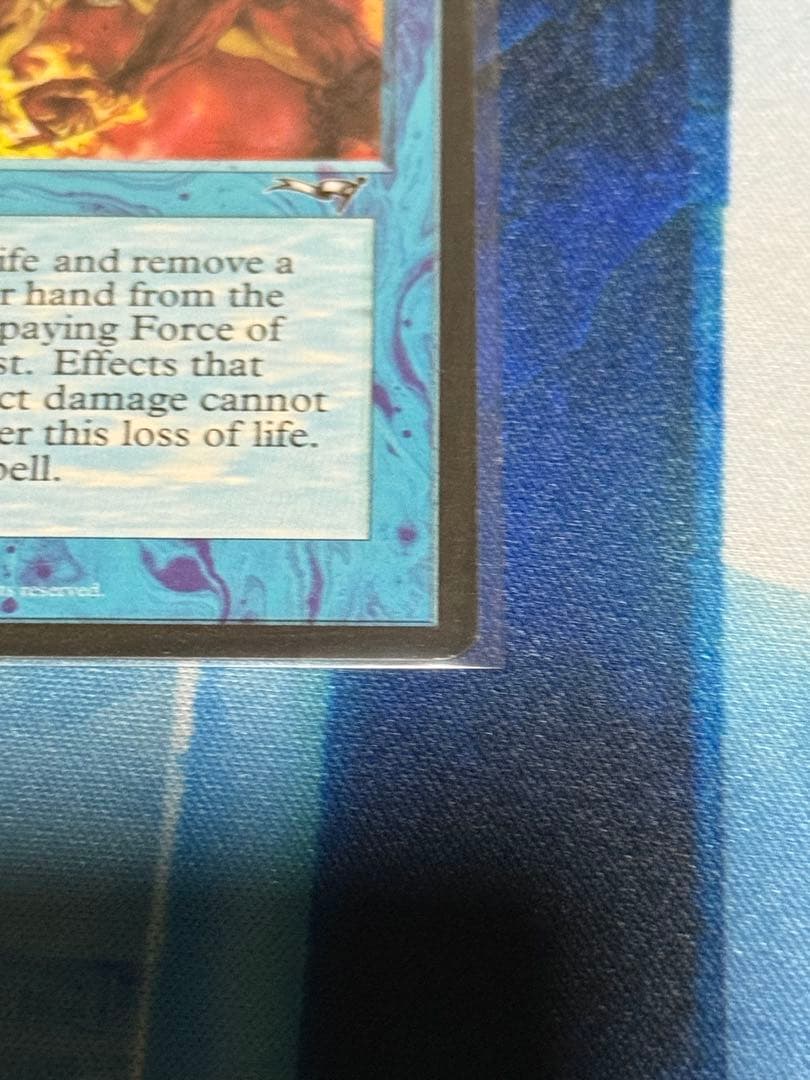 ife and remove a
r hand from the
paying Force of
st. Effects that
ct damage cannot
er this loss of life.
pell.
ts reserved.